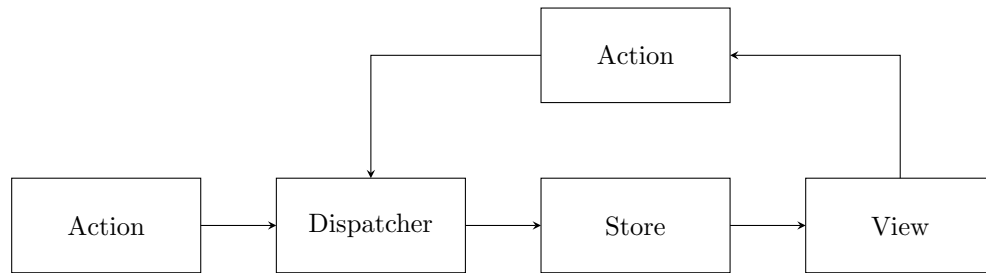 Action
Action
Dispatcher
Store
View